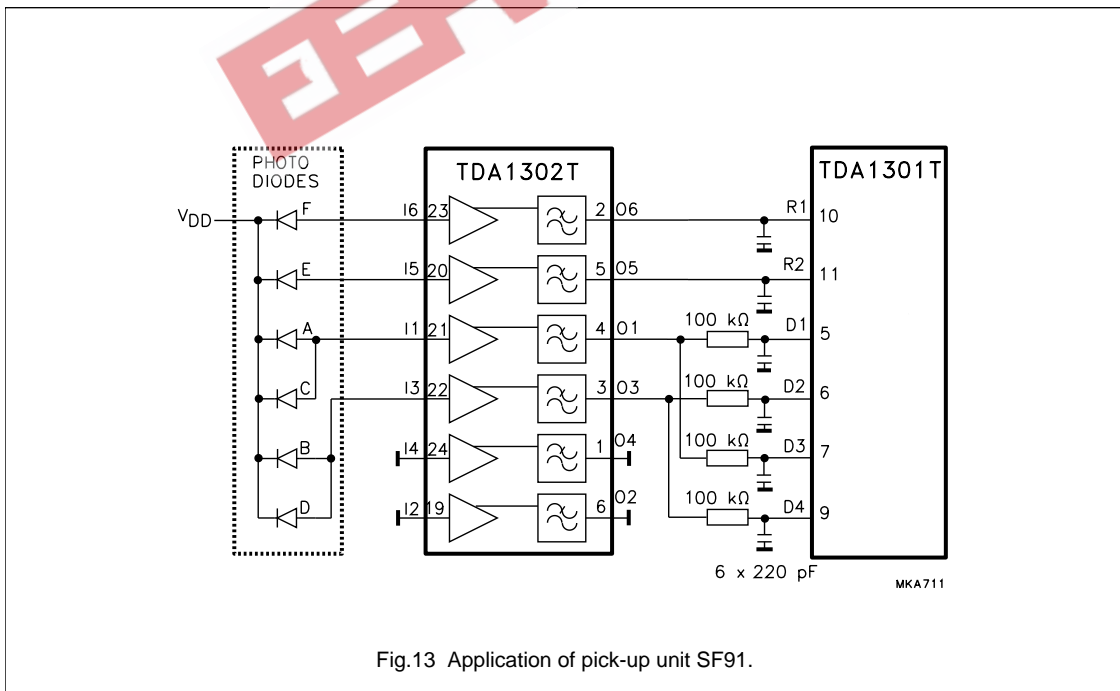 PHOTO
DIODES
TDA1302T
TDA1301T
VDD
F
I6 23
2 O6
R1
10
E
I5 20
5 O5
R2
11
A
I1 21
4 O1
100 kΩ
D1
5
C
I3 22
3 O3
100 kΩ
D2
6
B
I4 24
1 O4
100 kΩ
D3
7
D
I2 19
6 O2
100 kΩ
D4
9
6 x 220 pF
MKA711
Fig.13 Application of pick-up unit SF91.